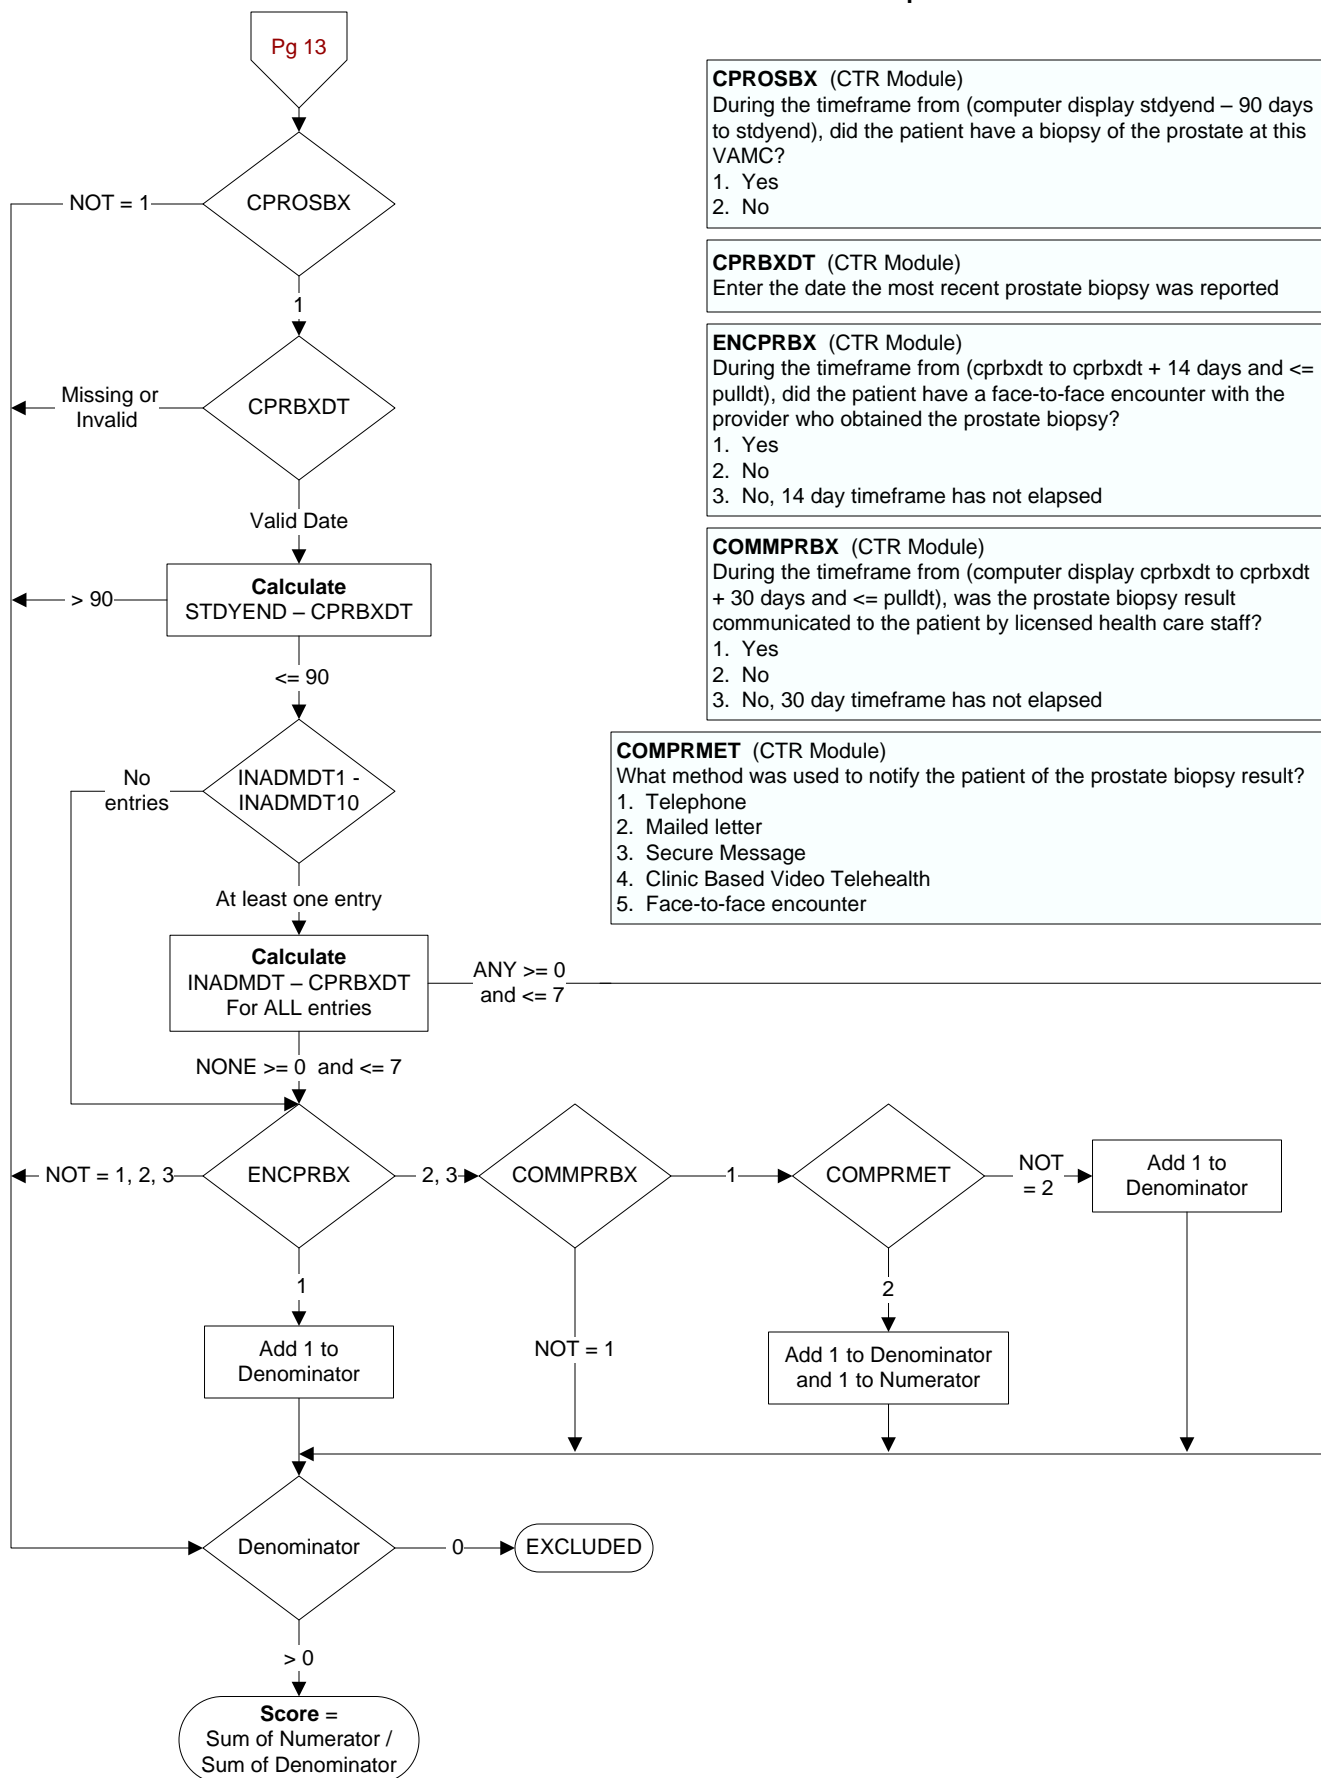 Pg 13
CPROSBX (CTR Module)
During the timeframe from (computer display stdyend – 90 days
to stdyend), did the patient have a biopsy of the prostate at this
VAMC?
1. Yes
2. No
NOT = 1
CPROSBX
1
CPRBXDT (CTR Module)
Enter the date the most recent prostate biopsy was reported
ENCPRBX (CTR Module)
During the timeframe from (cprbxdt to cprbxdt + 14 days and <=
pulldt), did the patient have a face-to-face encounter with the
provider who obtained the prostate biopsy?
1. Yes
2. No
3. No, 14 day timeframe has not elapsed
Missing or
Invalid
CPRBXDT
Valid Date
COMMPRBX (CTR Module)
During the timeframe from (computer display cprbxdt to cprbxdt
+ 30 days and <= pulldt), was the prostate biopsy result
communicated to the patient by licensed health care staff?
1. Yes
2. No
3. No, 30 day timeframe has not elapsed
> 90
Calculate
STDYEND – CPRBXDT
<= 90
COMPRMET (CTR Module)
What method was used to notify the patient of the prostate biopsy result?
1. Telephone
2. Mailed letter
3. Secure Message
4. Clinic Based Video Telehealth
5. Face-to-face encounter
No
entries
INADMDT1 -
INADMDT10
At least one entry
Calculate
INADMDT – CPRBXDT
For ALL entries
ANY >= 0
and <= 7
NONE >= 0 and <= 7
NOT = 1, 2, 3
ENCPRBX
2, 3
COMMPRBX
1
COMPRMET
NOT
= 2
Add 1 to
Denominator
1
NOT = 1
2
Add 1 to
Denominator
Add 1 to Denominator
and 1 to Numerator
Denominator
0
EXCLUDED
> 0
Score =
Sum of Numerator /
Sum of Denominator